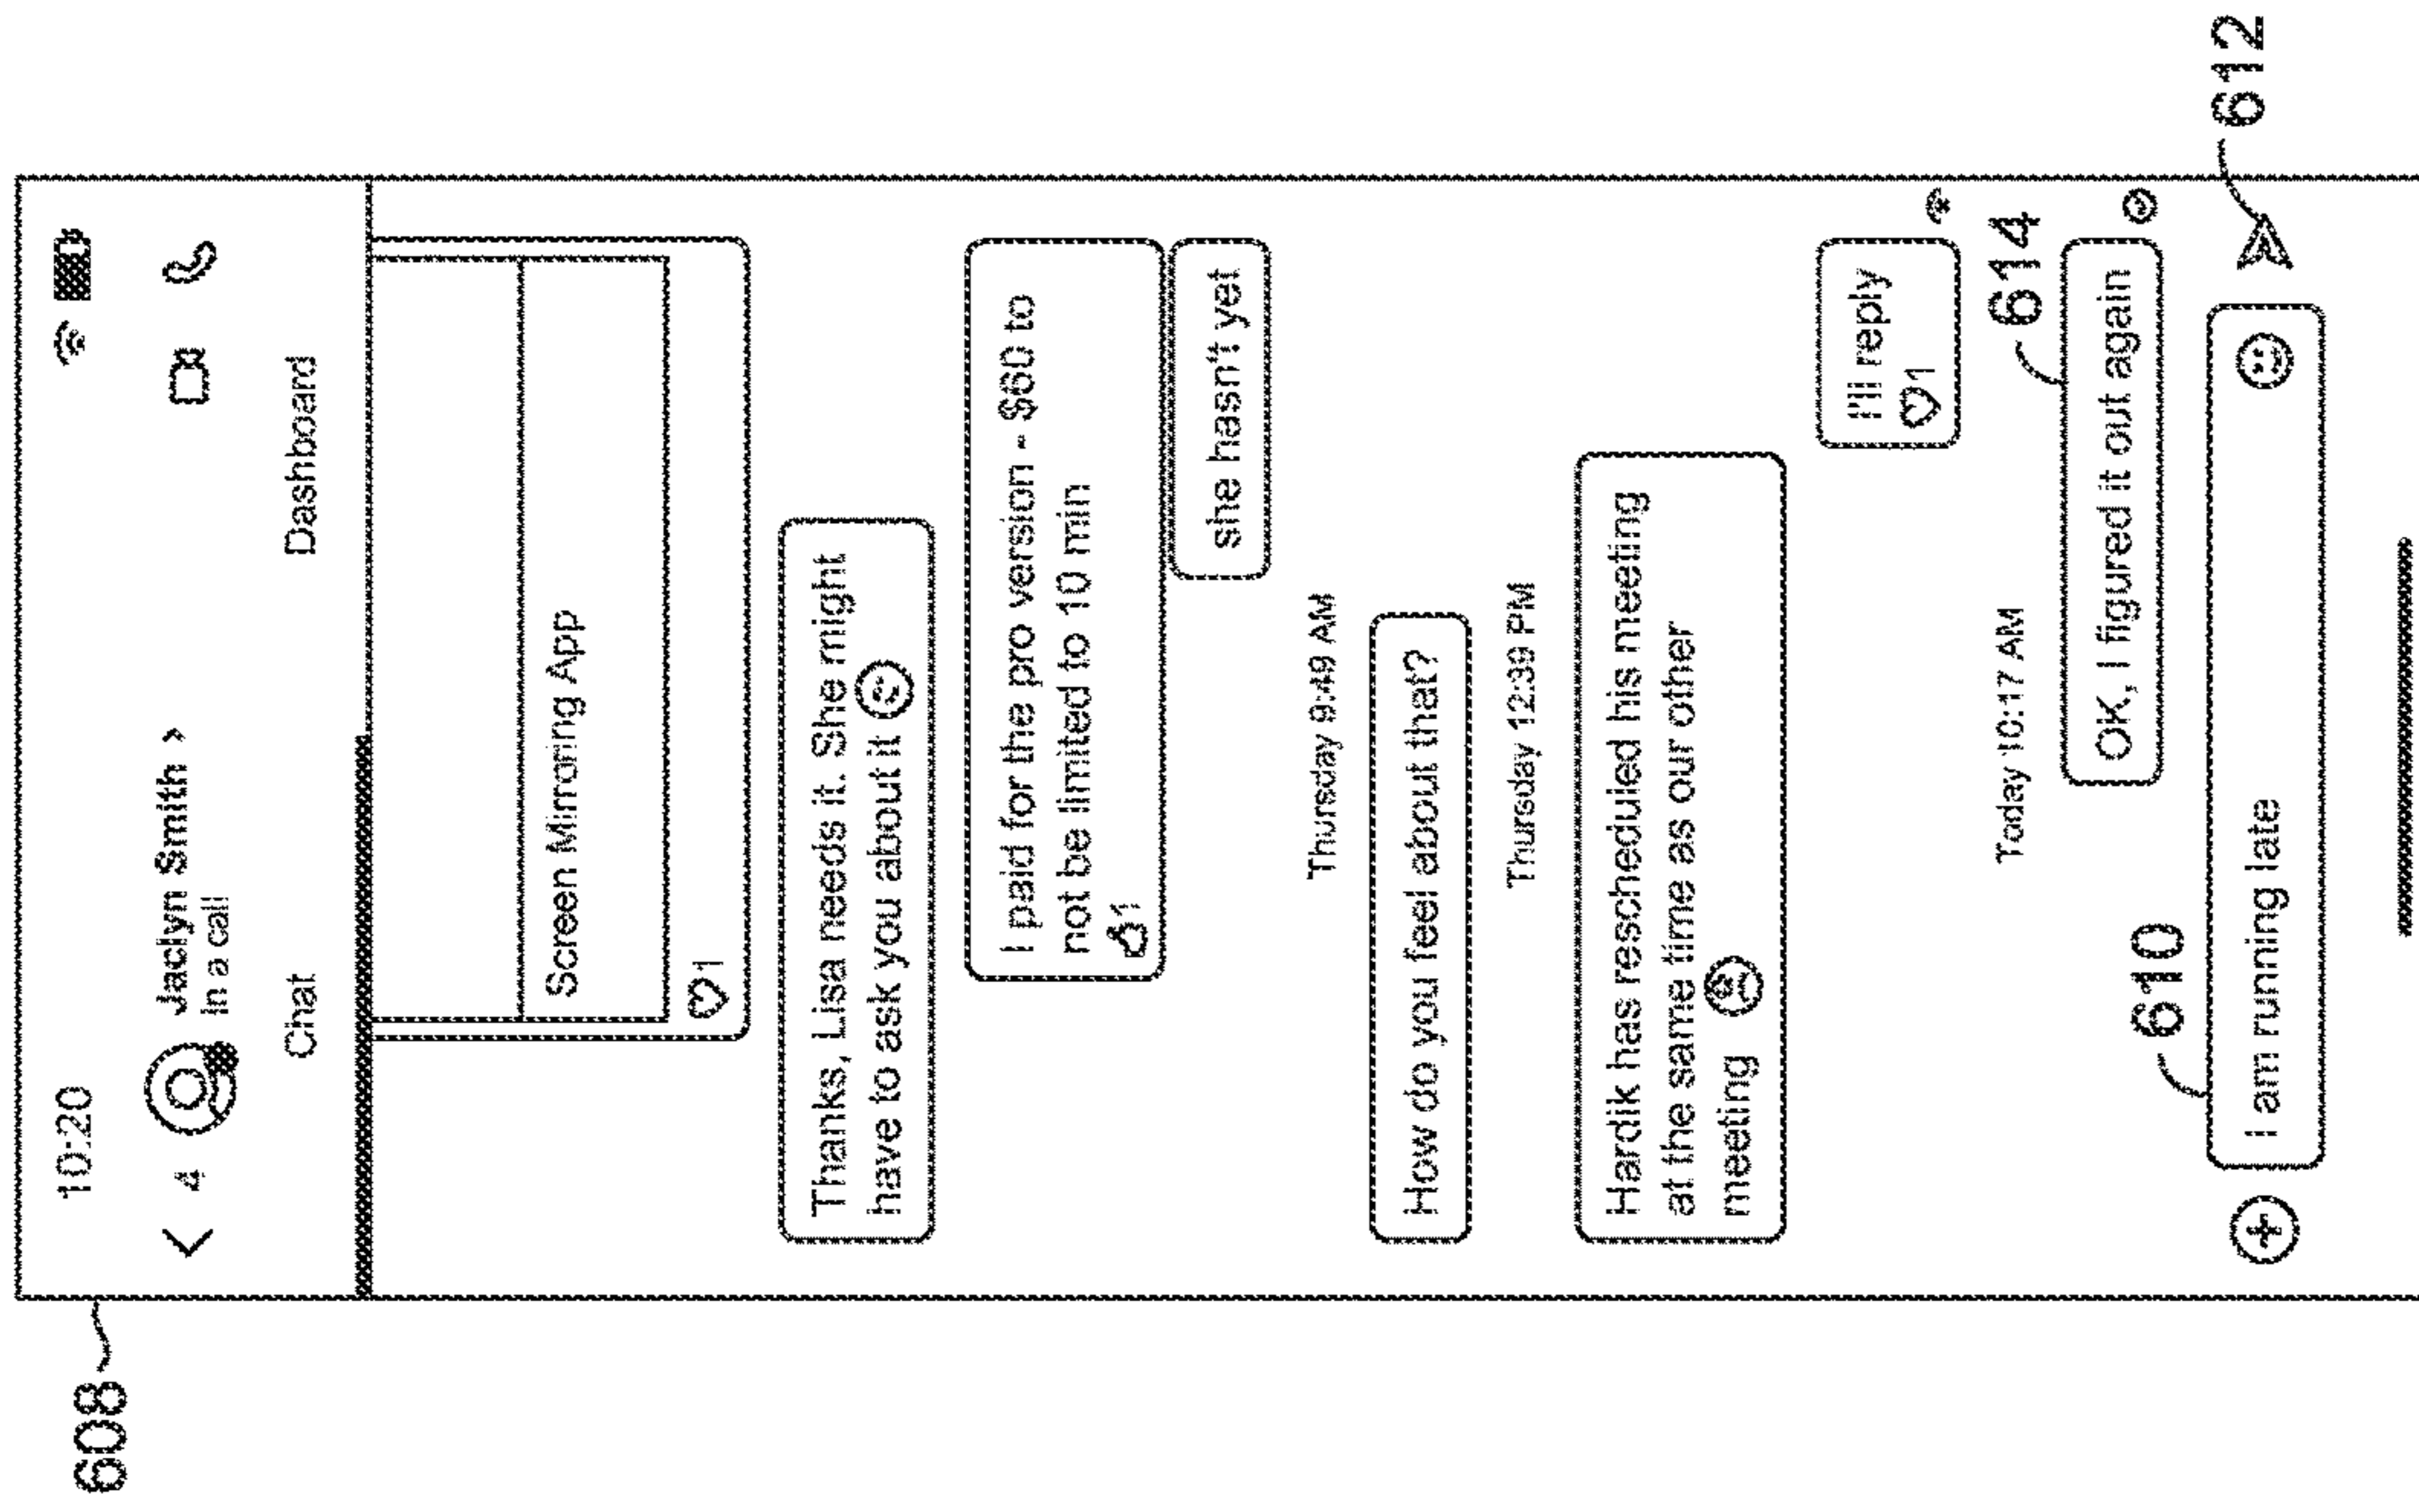 608
10:20
4
Jaclyn Smith >
In a call
Chat Dashboard
Screen Mirroring App
1
Thanks, Lisa needs it. She might
have to ask you about it
I paid for the pro version - $60 to
not be limited to 10 min
1
she hasn't yet
Thursday 9:49 AM
How do you feel about that?
Thursday 12:39 PM
Hardik has rescheduled his meeting
at the same time as our other
meeting
I'll reply
1
Today 10:17 AM
614
OK, I figured it out again
610
I am running late
612